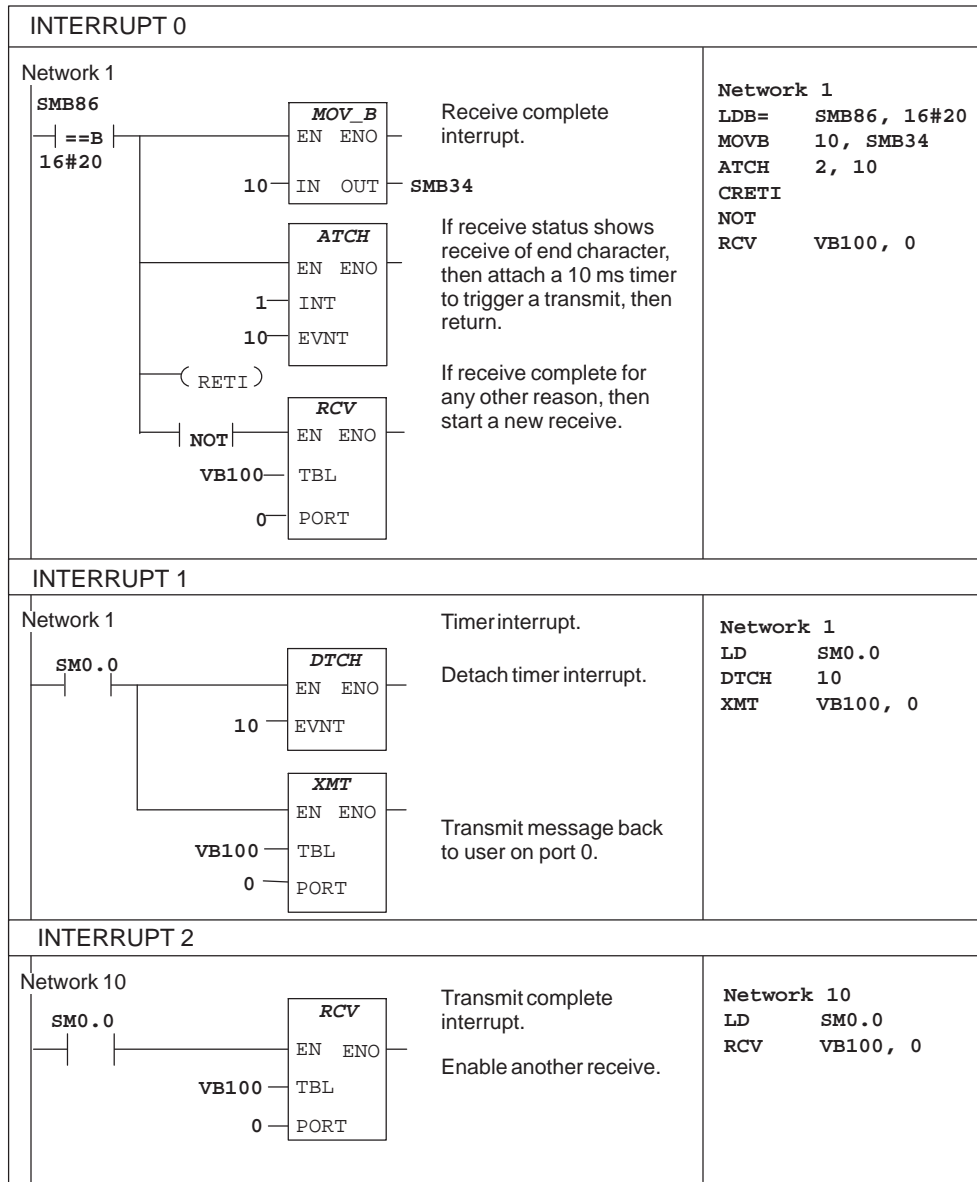 INTERRUPT 0
Network 1
SMB86
==B
16#20
MOV_B
EN ENO
10 IN OUT SMB34
Receive complete
interrupt.
ATCH
EN ENO
1 INT
10 EVNT
If receive status shows
receive of end character,
then attach a 10 ms timer
to trigger a transmit, then
return.
RETI
If receive complete for
any other reason, then
start a new receive.
NOT
RCV
EN ENO
VB100 TBL
0 PORT
Network 1
LDB= SMB86, 16#20
MOVB 10, SMB34
ATCH 2, 10
CRETI
NOT
RCV VB100, 0
INTERRUPT 1
Network 1
SM0.0
DTCH
EN ENO
10 EVNT
Timer interrupt.
Detach timer interrupt.
XMT
EN ENO
VB100 TBL
0 PORT
Transmit message back
to user on port 0.
Network 1
LD SM0.0
DTCH 10
XMT VB100, 0
INTERRUPT 2
Network 10
SM0.0
RCV
EN ENO
VB100 TBL
0 PORT
Transmit complete
interrupt.
Enable another receive.
Network 10
LD SM0.0
RCV VB100, 0